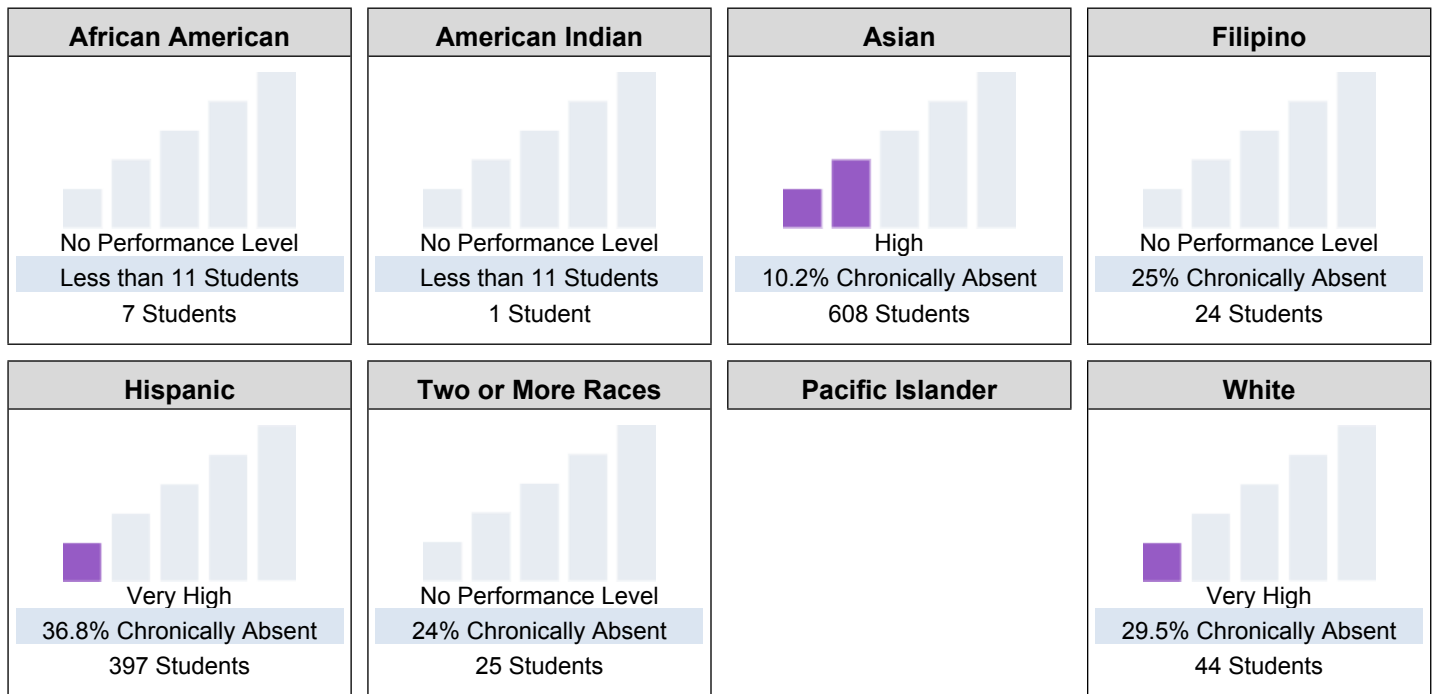 African American
No Performance Level
Less than 11 Students
7 Students
American Indian
No Performance Level
Less than 11 Students
1 Student
Asian
High
10.2% Chronically Absent
608 Students
Filipino
No Performance Level
25% Chronically Absent
24 Students
Hispanic
Very High
36.8% Chronically Absent
397 Students
Two or More Races
No Performance Level
24% Chronically Absent
25 Students
Pacific Islander
White
Very High
29.5% Chronically Absent
44 Students